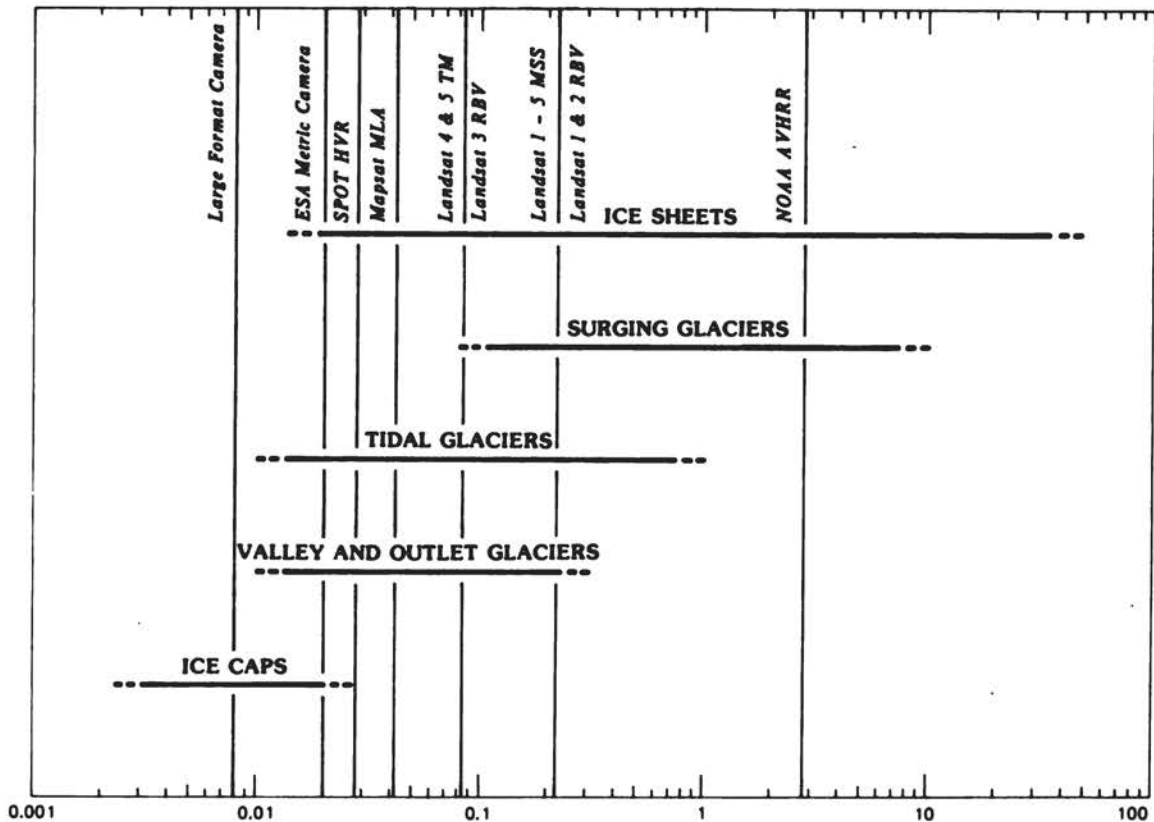 Large Format Camera
ESA Metric Camera
SPOT HVR
Mapsat MLA
Landsat 4 & 5 TM
Landsat 3 RBV
Landsat 1 - 5 MSS
Landsat 1 & 2 RBV
NOAA AVHRR
ICE SHEETS
SURGING GLACIERS
TIDAL GLACIERS
VALLEY AND OUTLET GLACIERS
ICE CAPS
0.001 0.01 0.1 1 10 100